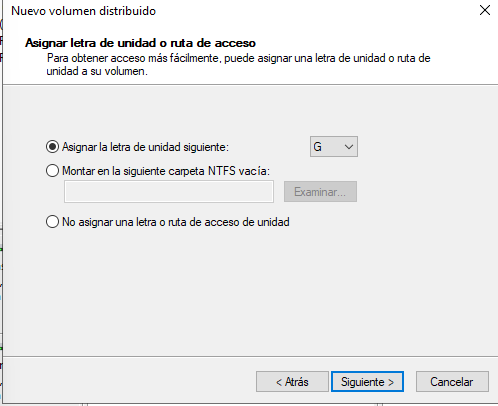 Nuevo volumen distribuido
Asignar letra de unidad o ruta de acceso
Para obtener acceso más fácilmente, puede asignar una letra de unidad o ruta de
unidad a su volumen.
Asignar la letra de unidad siguiente:
G
Montar en la siguiente carpeta NTFS vacía:
Examinar...
No asignar una letra o ruta de acceso de unidad
< Atrás
Siguiente >
Cancelar